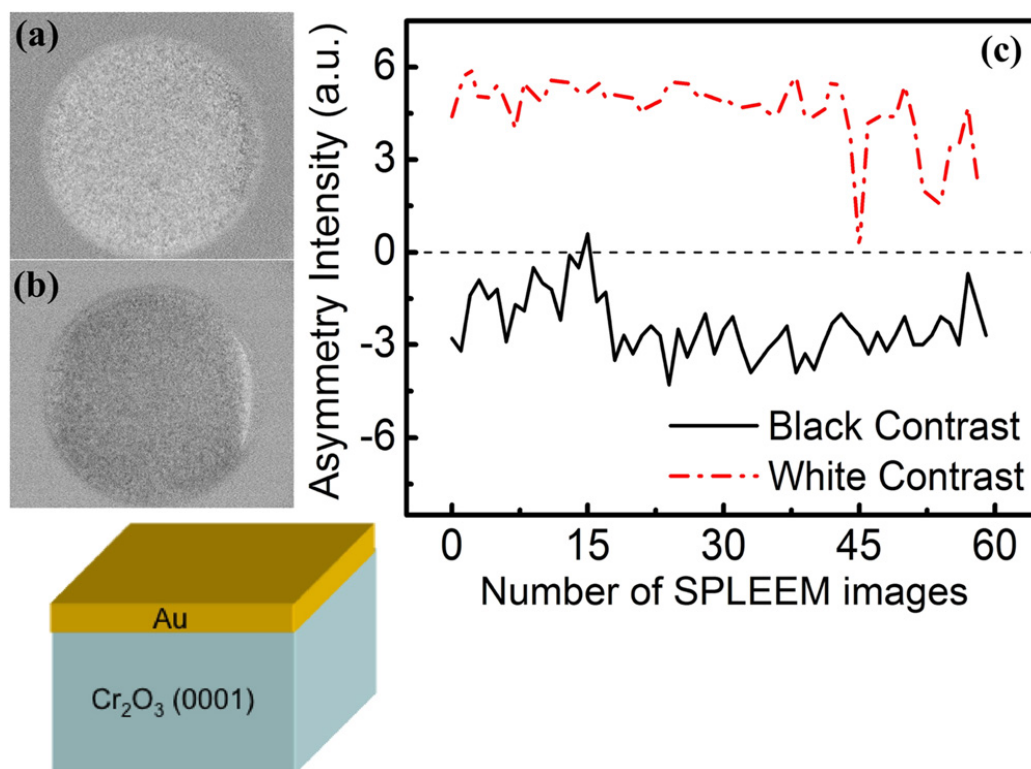 (a)
(b)
(c)
Asymmetry Intensity (a.u.)
6
3
0
-3
-6
Black Contrast
White Contrast
0 15 30 45 60
Number of SPLEEM images
Au
Cr₂O₃ (0001)